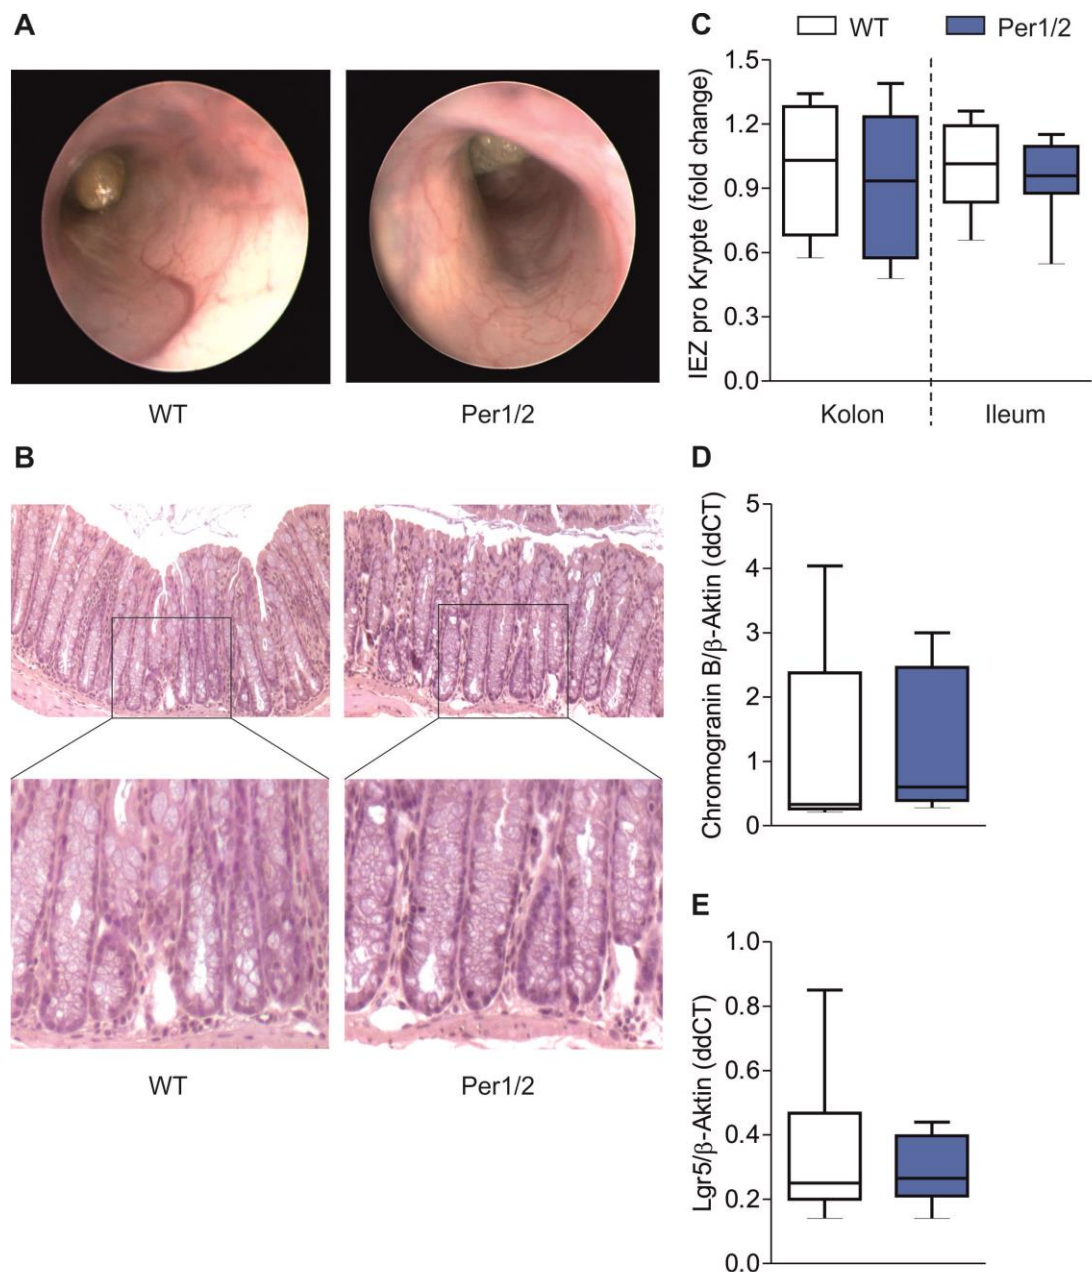 A
WT
Per1/2
B
WT
Per1/2
C
WT
Per1/2
IEZ pro Krypte (fold change)
1.5
1.2
0.9
0.6
0.3
0.0
Kolon
Ileum
D
Chromogranin B/β-Aktin (ddCT)
5
4
3
2
1
0
E
Lgr5/β-Aktin (ddCT)
1.0
0.8
0.6
0.4
0.2
0.0